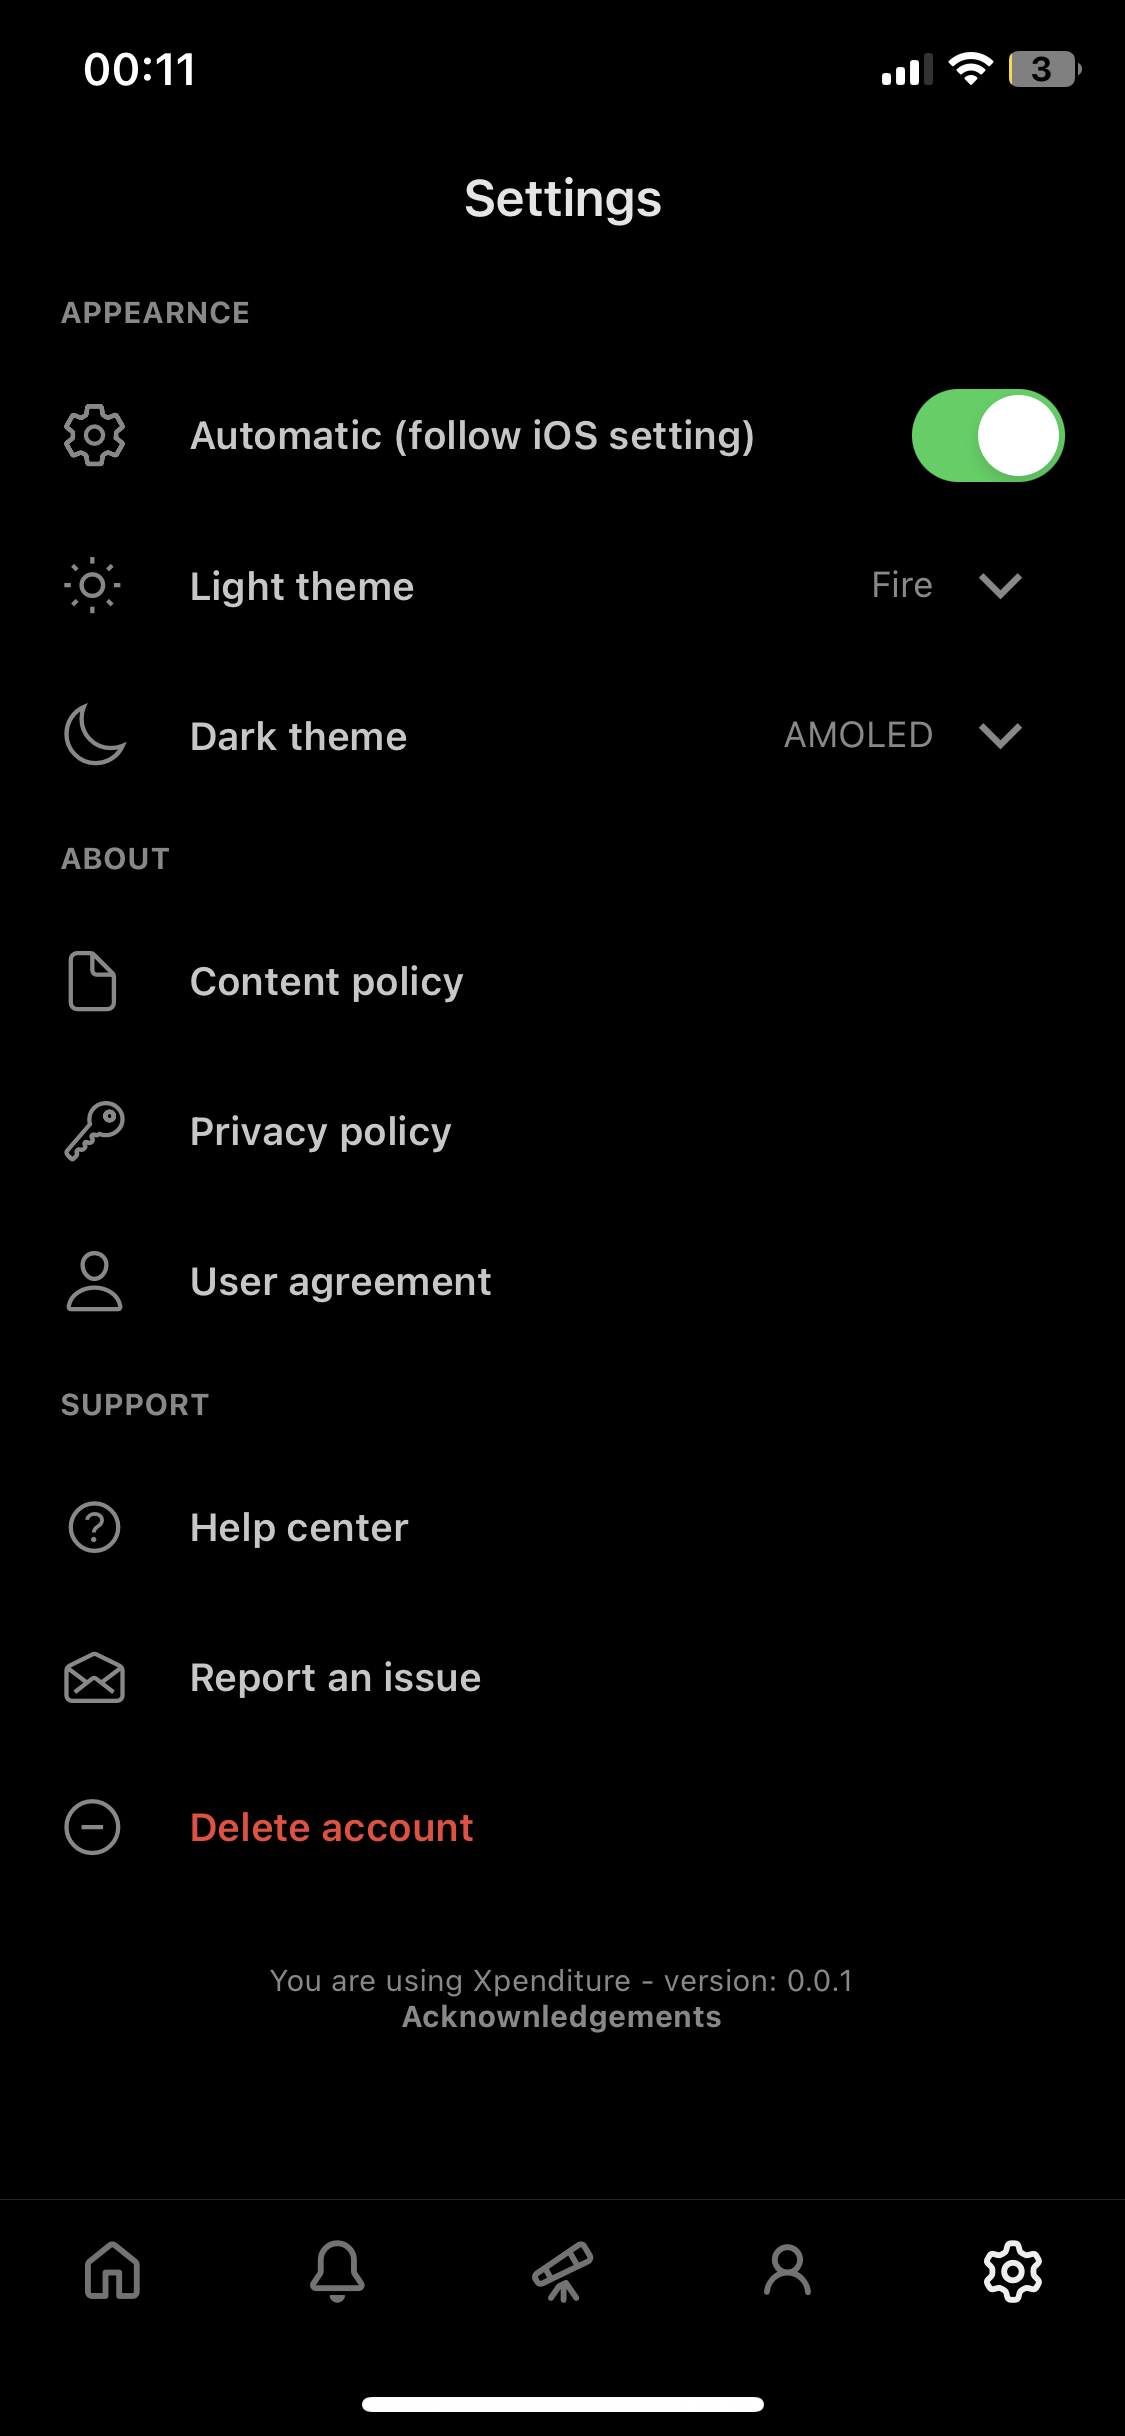 00:11
3
Settings
APPEARNCE
Automatic (follow iOS setting)
Light theme
Fire
Dark theme
AMOLED
ABOUT
Content policy
Privacy policy
User agreement
SUPPORT
Help center
Report an issue
Delete account
You are using Xpenditure - version: 0.0.1
Acknownledgements